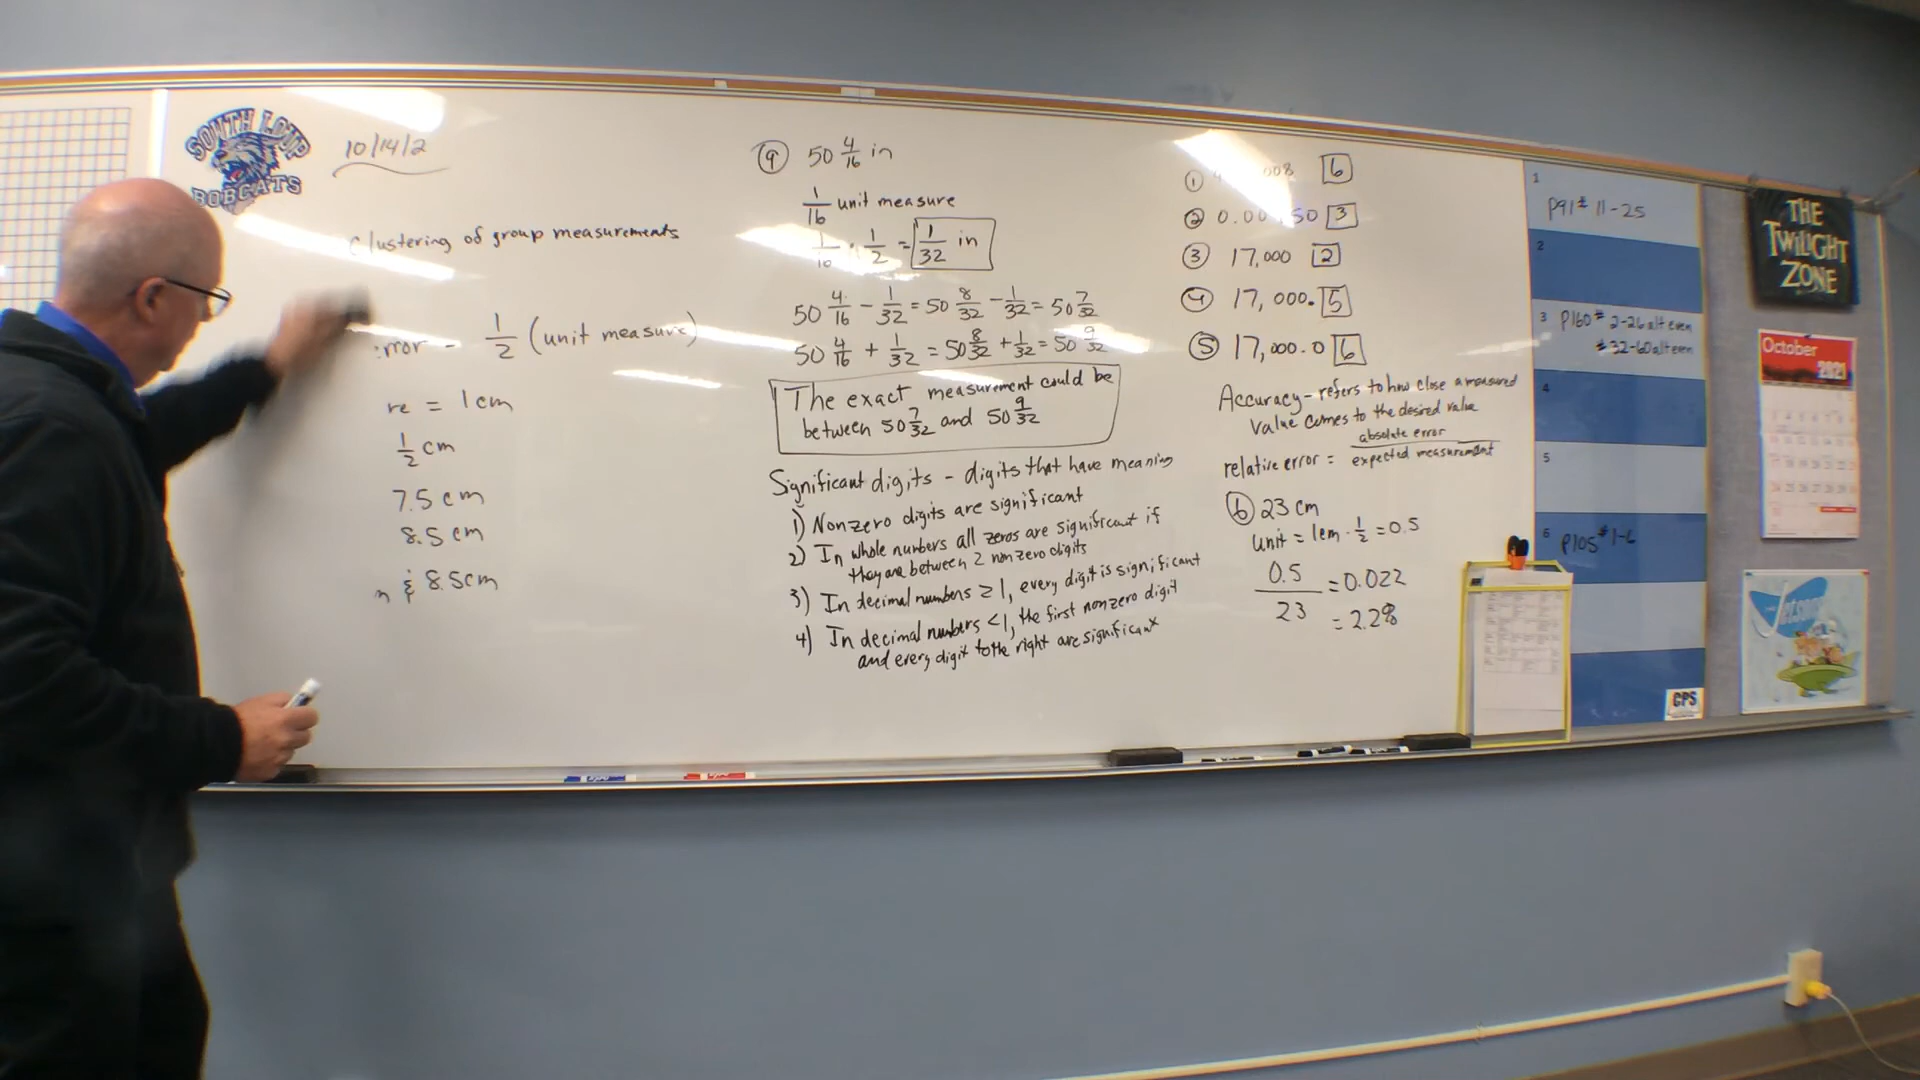 SOUTH LOUP
BOBCATS
10/14/2
clustering of group measurements
1/2 (unit measure)
= 1cm
1/2 cm
7.5 cm
8.5 cm
& 8.5cm
9 50 4/16 in
1/16 unit measure
1/2 = 1/32 in
50 4/16 - 1/32 = 50 8/32 - 1/32 = 50 7/32
50 4/16 + 1/32 = 50 8/32 + 1/32 = 50 9/32
The exact measurement could be
between 50 7/32 and 50 9/32
Significant digits - digits that have meaning
1) Nonzero digits are significant
2) In whole numbers all zeros are significant if
they are between 2 nonzero digits
3) In decimal numbers ≥ 1, every digit is significant
4) In decimal numbers < 1, the first nonzero digit
and every digit to the right are significant
1 6
2 0.00 50 3
3 17,000 2
4 17,000. 5
5 17,000.0 6
Accuracy - refers to how close a measured
value comes to the desired value
relative error = absolute error / expected measurement
6 23 cm
unit = 1cm · 1/2 = 0.5
0.5 / 23 = 0.022
= 2.2%
1
p91# 11-25
2
3 p160# 2-26 alt even
# 32-60 alt even
4
5
6 p105# 1-6
GPS
THE
TWILIGHT
ZONE
October
2021
Jetsons